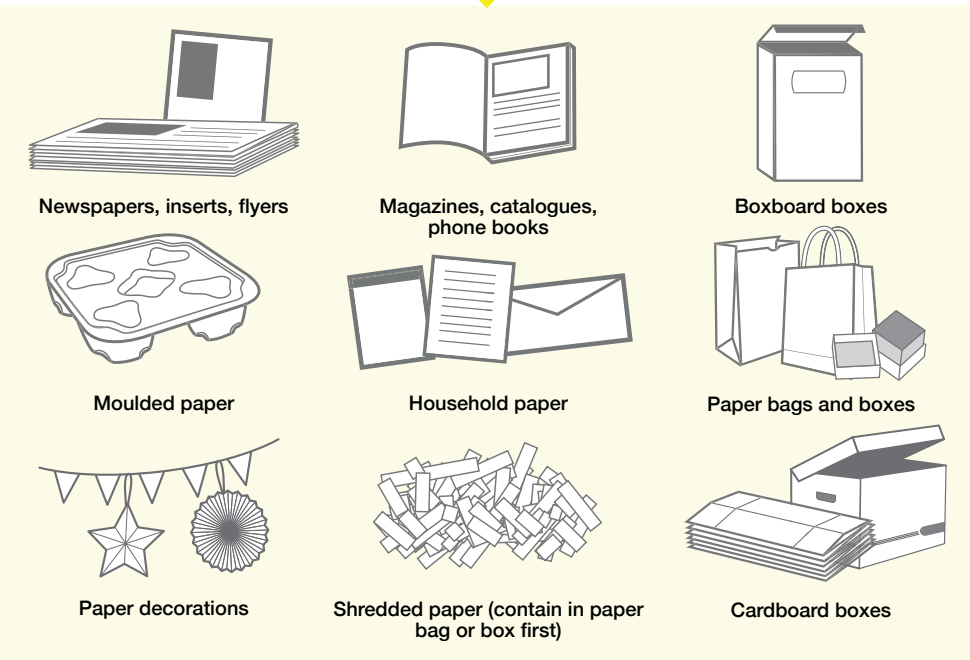 Newspapers, inserts, flyers
Magazines, catalogues,
phone books
Boxboard boxes
Moulded paper
Household paper
Paper bags and boxes
Paper decorations
Shredded paper (contain in paper
bag or box first)
Cardboard boxes